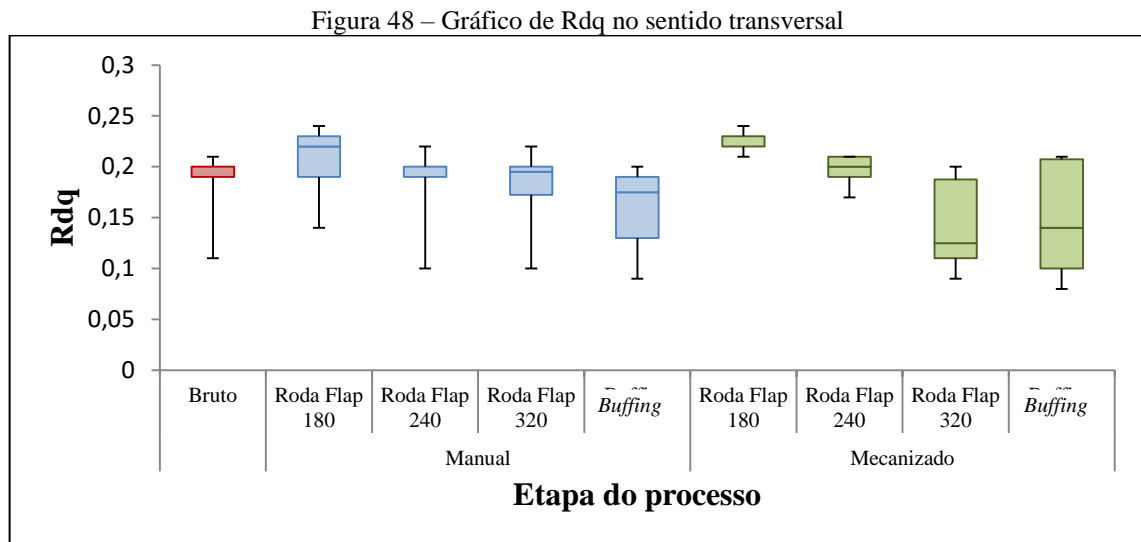 Figura 48 – Gráfico de Rdq no sentido transversal
0,3
0,25
0,2
0,15
0,1
0,05
0
Rdq
Bruto
Roda Flap 180
Roda Flap 240
Roda Flap 320
Buffing
Roda Flap 180
Roda Flap 240
Roda Flap 320
Buffing
Manual
Mecanizado
Etapa do processo